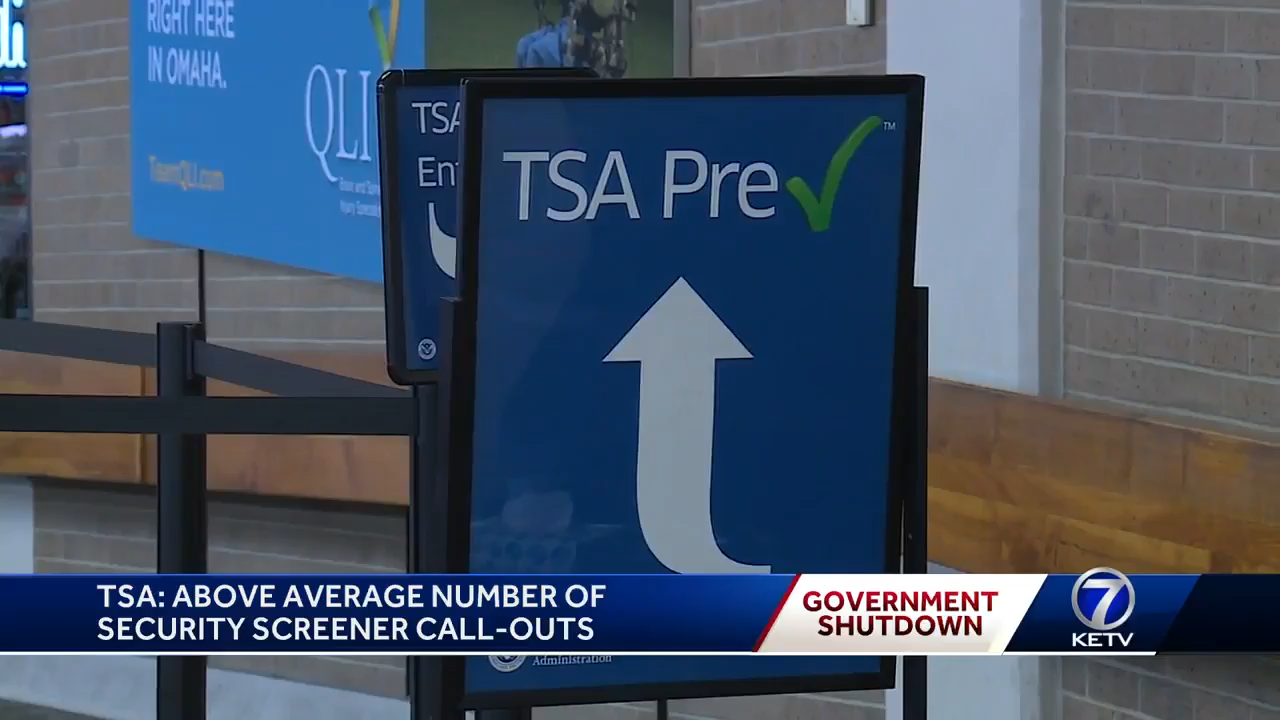 RIGHT HERE
IN OMAHA.
QLI
TeamQLI.com
TSA
Ent
TSA Pre✓™
Administration
TSA: ABOVE AVERAGE NUMBER OF
SECURITY SCREENER CALL-OUTS
GOVERNMENT
SHUTDOWN
7
KETV